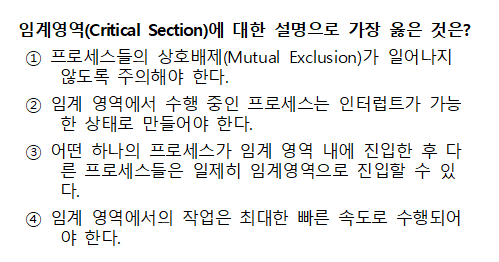 임계영역(Critical Section)에 대한 설명으로 가장 옳은 것은?
① 프로세스들의 상호배제(Mutual Exclusion)가 일어나지
않도록 주의해야 한다.
② 임계 영역에서 수행 중인 프로세스는 인터럽트가 가능
한 상태로 만들어야 한다.
③ 어떤 하나의 프로세스가 임계 영역 내에 진입한 후 다
른 프로세스들은 일제히 임계영역으로 진입할 수 있
다.
④ 임계 영역에서의 작업은 최대한 빠른 속도로 수행되어
야 한다.